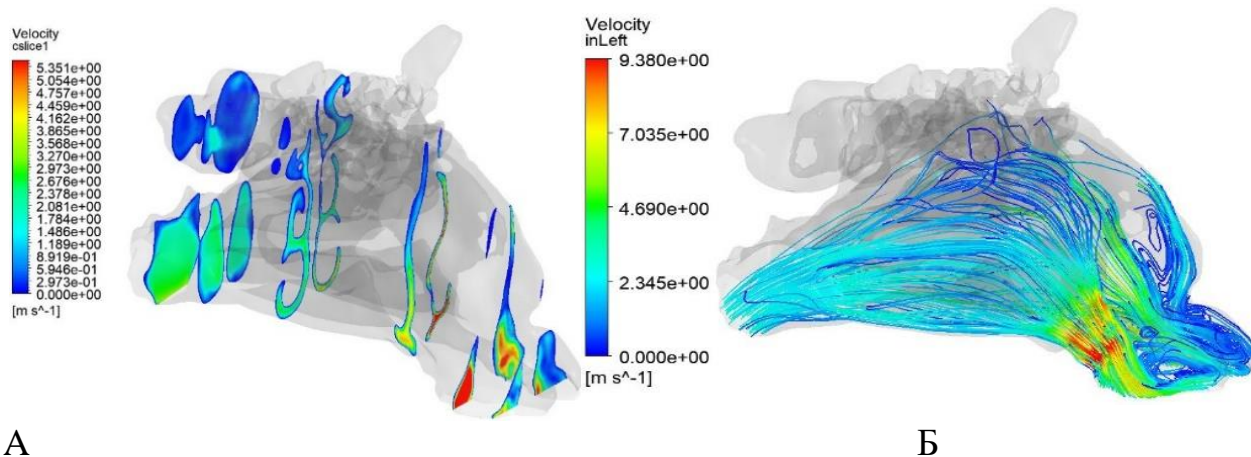 Velocity
cslice1
5.351e+00
5.054e+00
4.757e+00
4.459e+00
4.162e+00
3.865e+00
3.568e+00
3.270e+00
2.973e+00
2.676e+00
2.378e+00
2.081e+00
1.784e+00
1.486e+00
1.189e+00
8.919e-01
5.946e-01
2.973e-01
0.000e+00
[m s^-1]
Velocity
inLeft
9.380e+00
7.035e+00
4.690e+00
2.345e+00
0.000e+00
[m s^-1]
А
Б